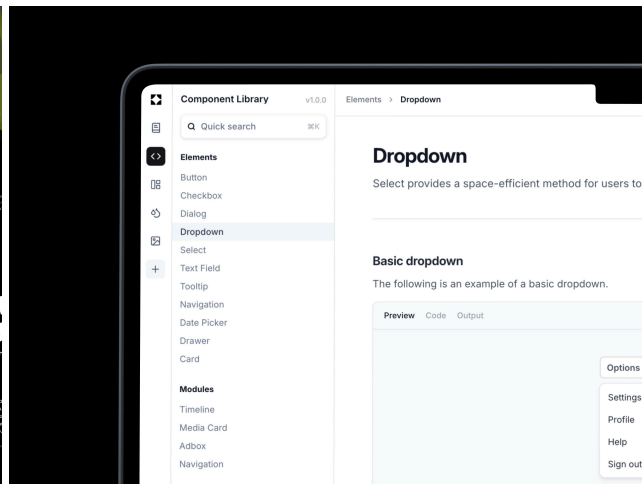 Component Library v1.0.0
Elements > Dropdown
Quick search ⌘K
Elements
Button
Checkbox
Dialog
Dropdown
Select
Text Field
Tooltip
Navigation
Date Picker
Drawer
Card
Modules
Timeline
Media Card
Adbox
Navigation
Dropdown
Select provides a space-efficient method for users to
Basic dropdown
The following is an example of a basic dropdown.
Preview Code Output
Options
Settings
Profile
Help
Sign out